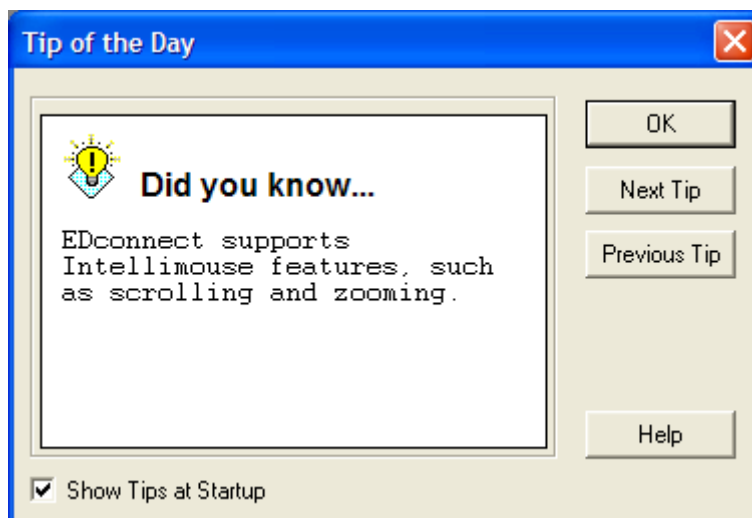 Tip of the Day
Did you know...
EDconnect supports
Intellimouse features, such
as scrolling and zooming.
OK
Next Tip
Previous Tip
Help
Show Tips at Startup